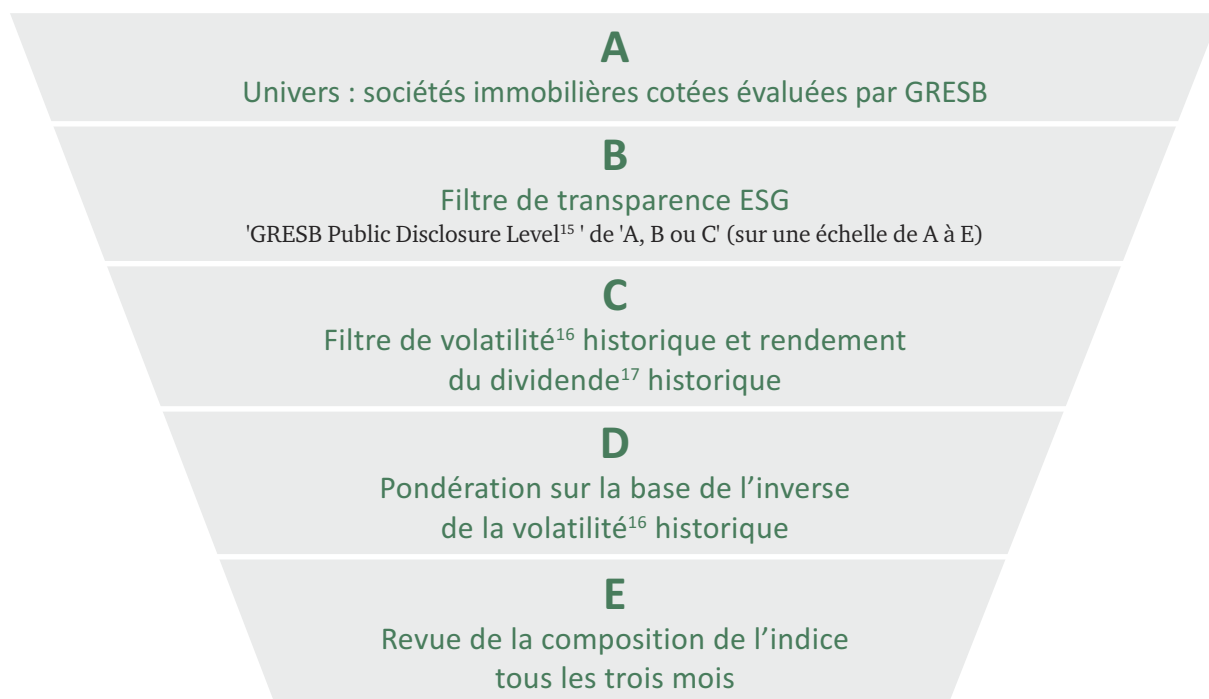 A
Univers : sociétés immobilières cotées évaluées par GRESB
B
Filtre de transparence ESG
'GRESB Public Disclosure Level¹⁵ ' de 'A, B ou C' (sur une échelle de A à E)
C
Filtre de volatilité¹⁶ historique et rendement
du dividende¹⁷ historique
D
Pondération sur la base de l’inverse
de la volatilité¹⁶ historique
E
Revue de la composition de l’indice
tous les trois mois